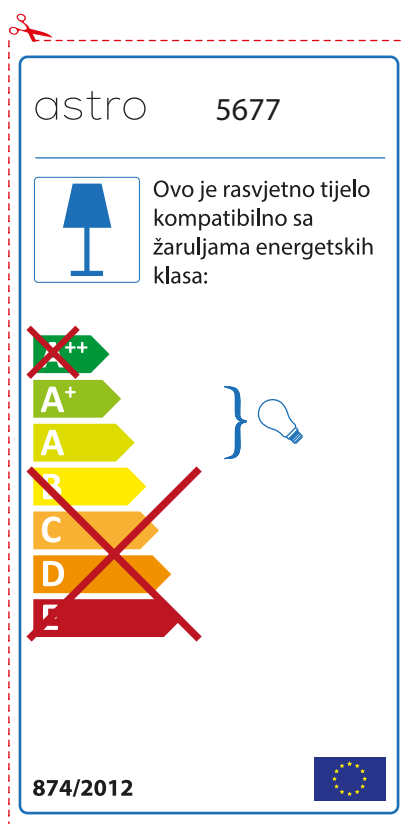 astro 5677
Ovo je rasvjetno tijelo
kompatibilno sa
žaruljama energetskih
klasa:
A++
A+
A
B
C
D
E
874/2012